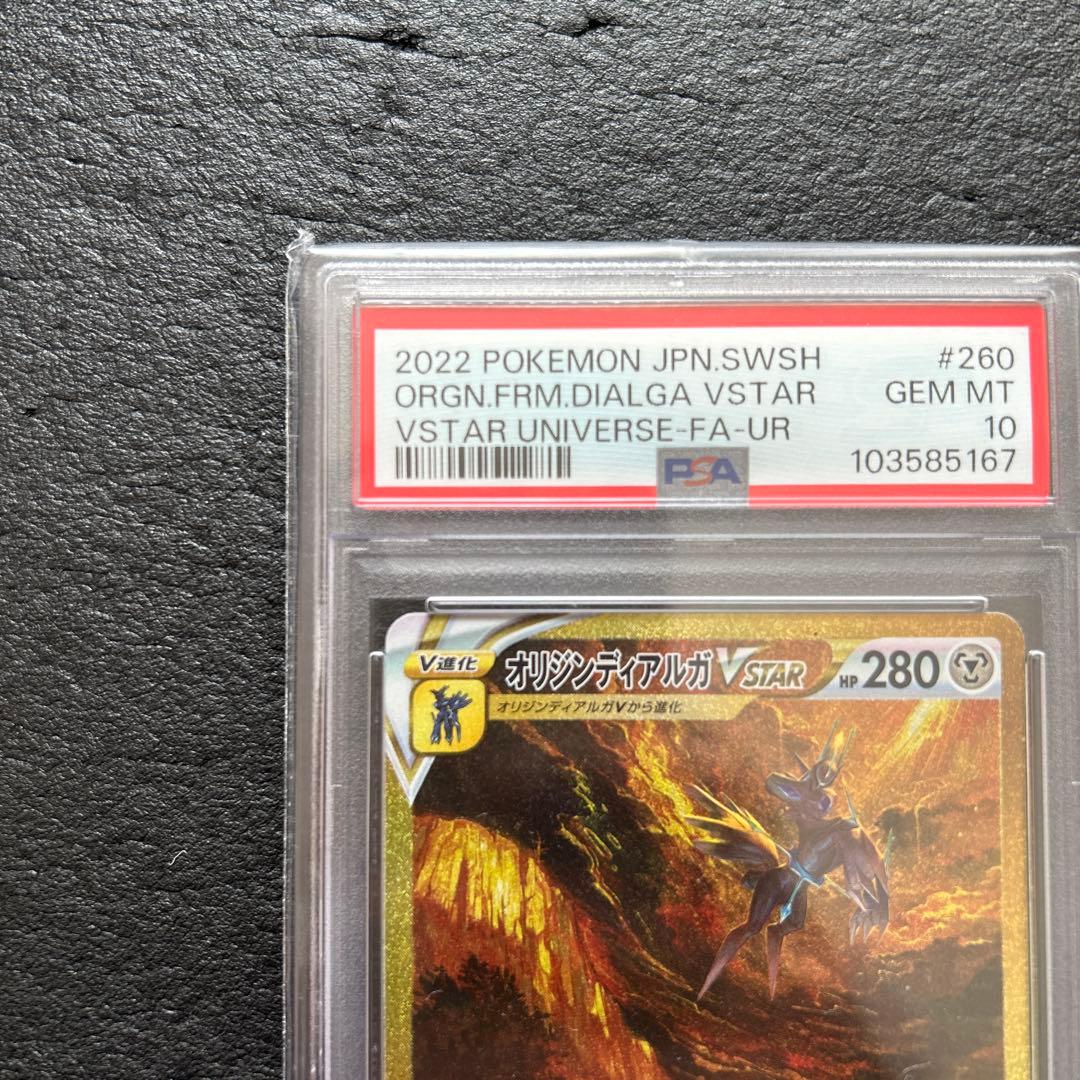 2022 POKEMON JPN.SWSH #260
ORGN.FRM.DIALGA VSTAR GEM MT
VSTAR UNIVERSE-FA-UR 10
PSA 103585167
V進化 オリジンディアルガVSTAR HP 280
オリジンディアルガVから進化